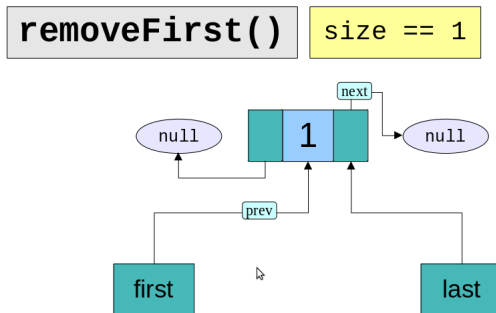 removeFirst()
size == 1
next
null
1
null
prev
first
last